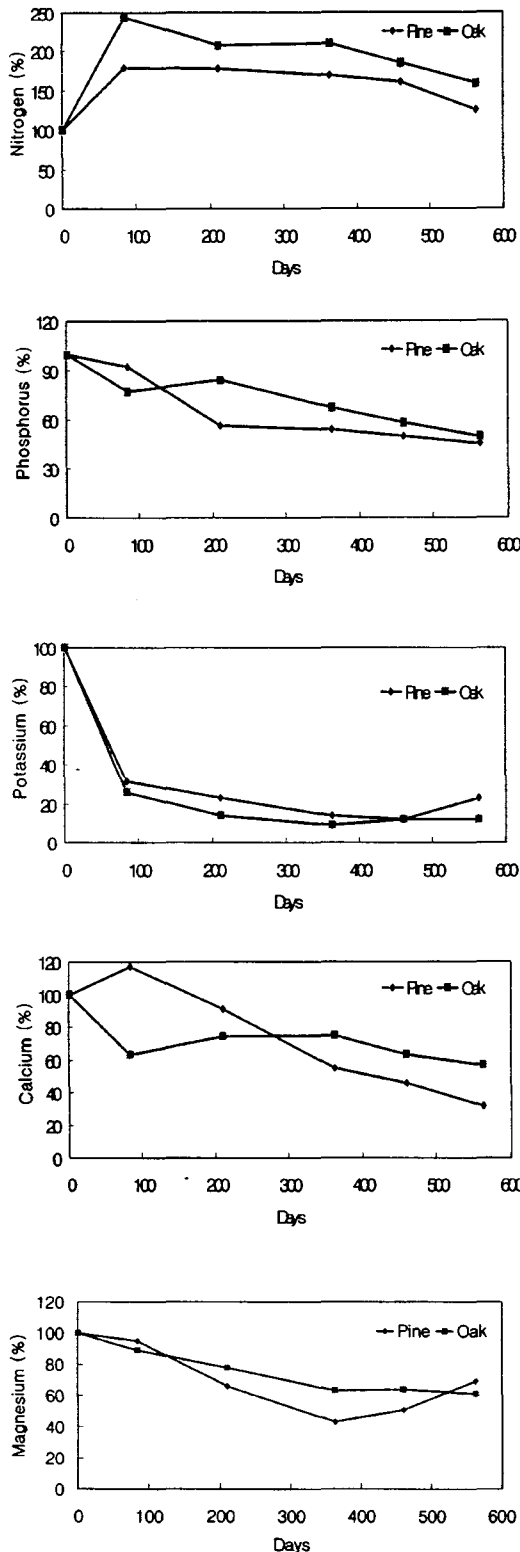 Nitrogen (%)
250
200
150
100
50
0
Pine Oak
0 100 200 300 400 500 600
Days
Phosphorus (%)
120
90
60
30
0
Pine Oak
0 100 200 300 400 500 600
Days
Potassium (%)
100
80
60
40
20
0
Pine Oak
0 100 200 300 400 500 600
Days
Calcium (%)
120
100
80
60
40
20
0
Pine Oak
0 100 200 300 400 500 600
Days
Magnesium (%)
120
100
80
60
40
20
0
Pine Oak
0 100 200 300 400 500 600
Days